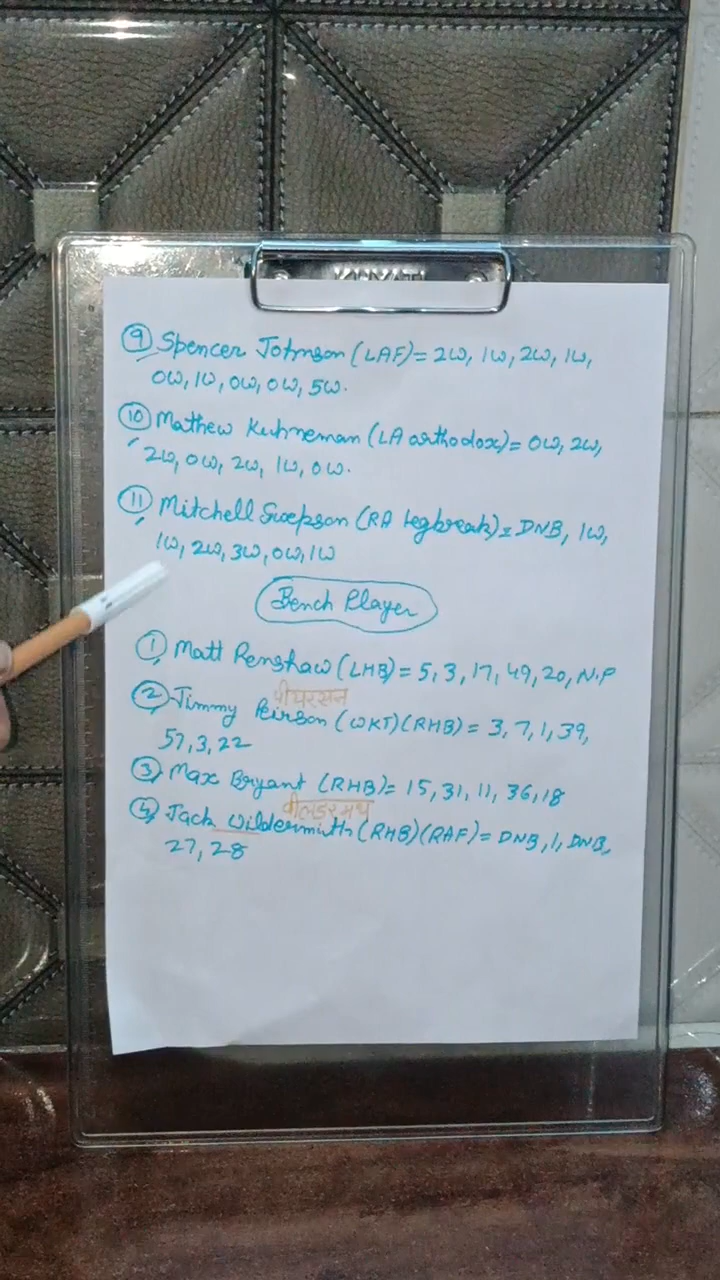 ⑨ Spencer Johnson (LAF) = 2W, 1W, 2W, 1W,
0W, 1W, 0W, 0W, 5W.
⑩ Mathew Kuhneman (LA orthodox) = 0W, 2W,
2W, 0W, 2W, 1W, 0W.
⑪ Mitchell Swepson (RA legbreak) = DNB, 1W,
1W, 2W, 3W, 0W, 1W
Bench Player
① Matt Renshaw (LHB) = 5, 3, 17, 49, 20, N.P
पीयरसन
② Jimmy Peirson (WKT) (RHB) = 3, 7, 1, 39,
57, 3, 22
③ Max Bryant (RHB) = 15, 31, 11, 36, 18
वीलडरमथ
④ Jack wildermuth (RHB) (RAF) = DNB, 1, DNB,
27, 28